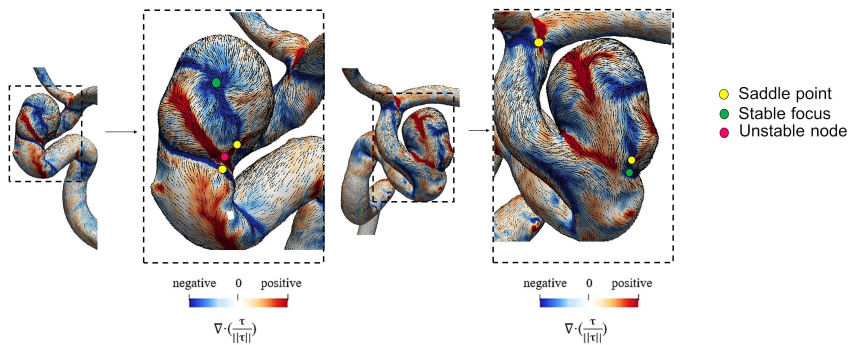 Saddle point
Stable focus
Unstable node
negative 0 positive
∇·(τ/||τ||)
negative 0 positive
∇·(τ/||τ||)